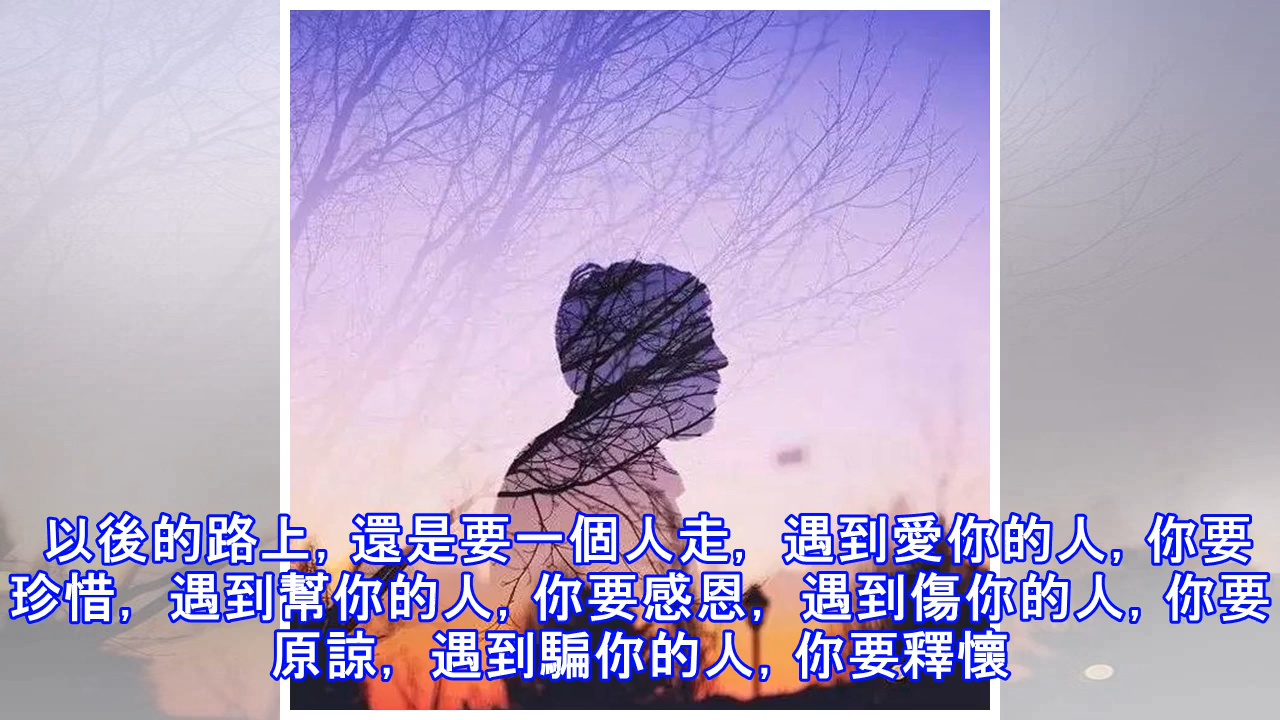 以後的路上, 還是要一個人走, 遇到愛你的人, 你要
珍惜, 遇到幫你的人, 你要感恩, 遇到傷你的人, 你要
原諒, 遇到騙你的人, 你要釋懷